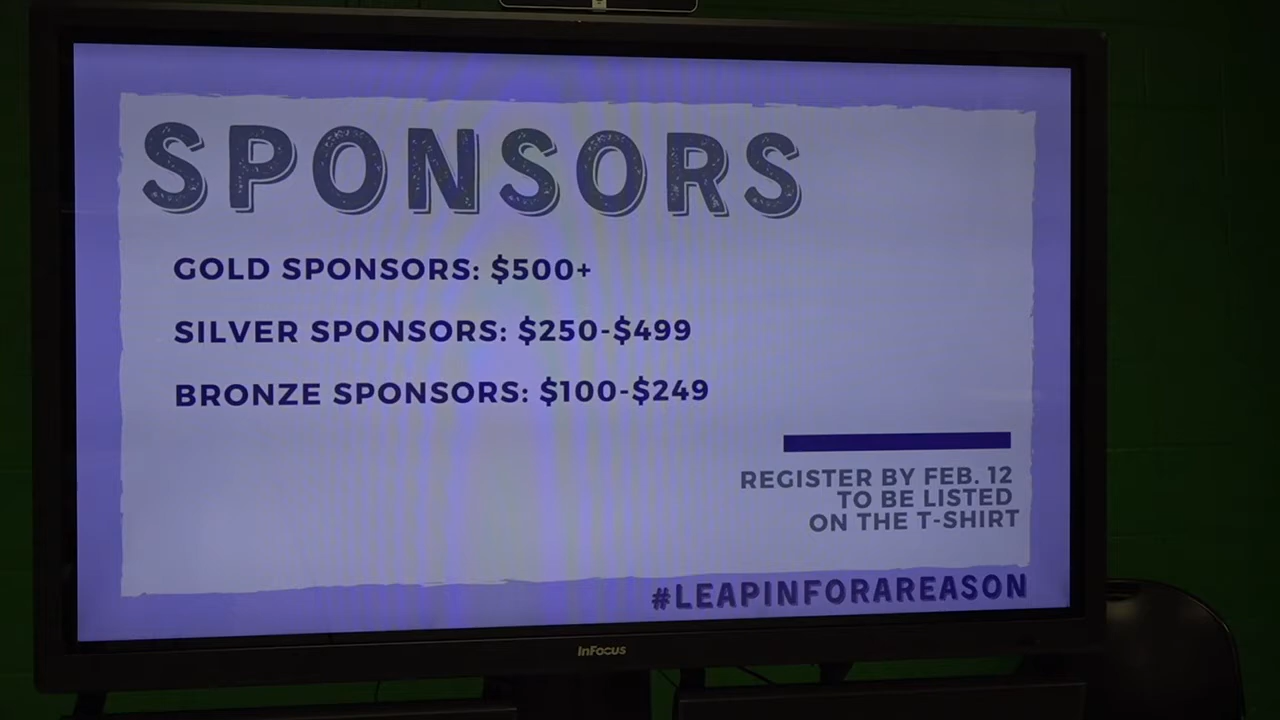 SPONSORS
GOLD SPONSORS: $500+
SILVER SPONSORS: $250-$499
BRONZE SPONSORS: $100-$249
REGISTER BY FEB. 12
TO BE LISTED
ON THE T-SHIRT
#LEAPINFORAREASON
InFocus